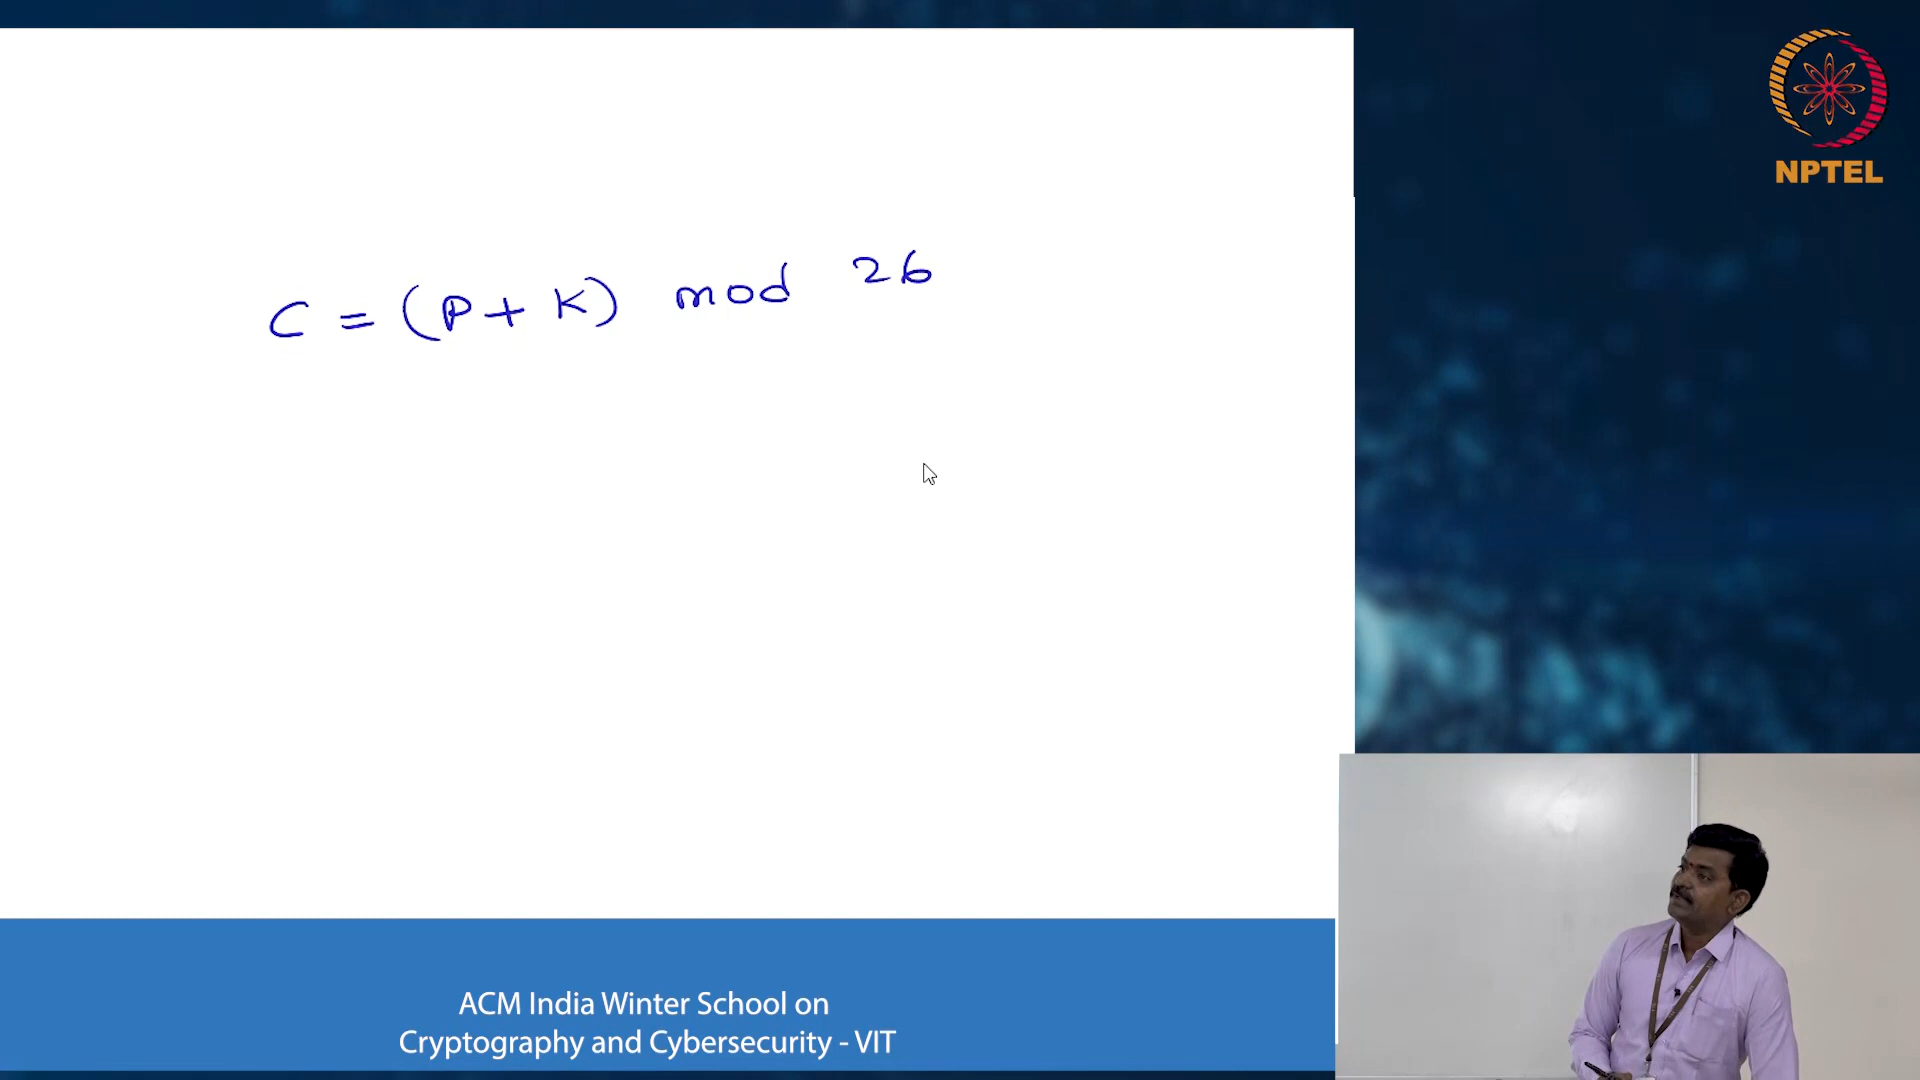 NPTEL
C = (P + K) mod 26
ACM India Winter School on
Cryptography and Cybersecurity - VIT